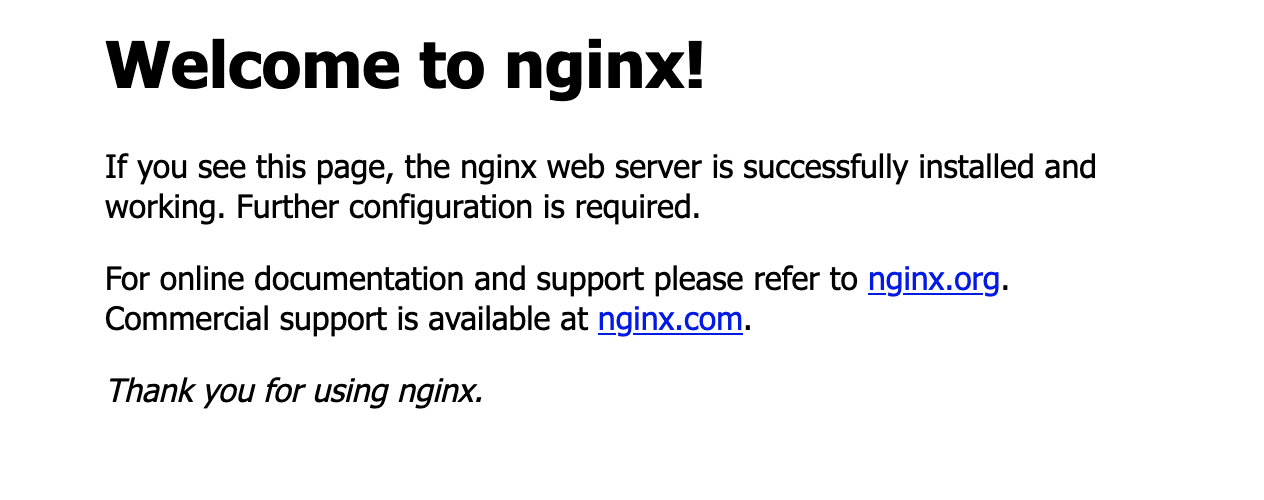 Welcome to nginx!
If you see this page, the nginx web server is successfully installed and
working. Further configuration is required.
For online documentation and support please refer to nginx.org.
Commercial support is available at nginx.com.
Thank you for using nginx.